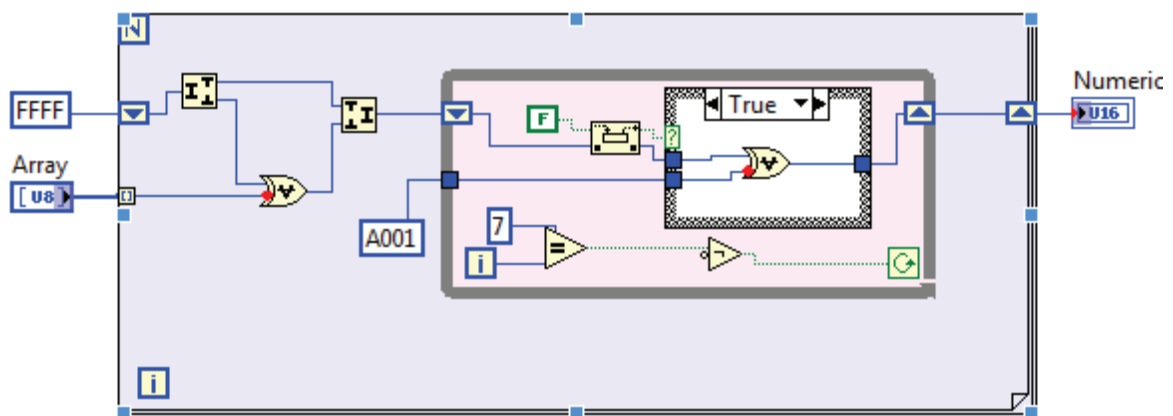 N
FFFF
Array
[U8]
A001
F
True
?
7
i
i
Numeric
U16